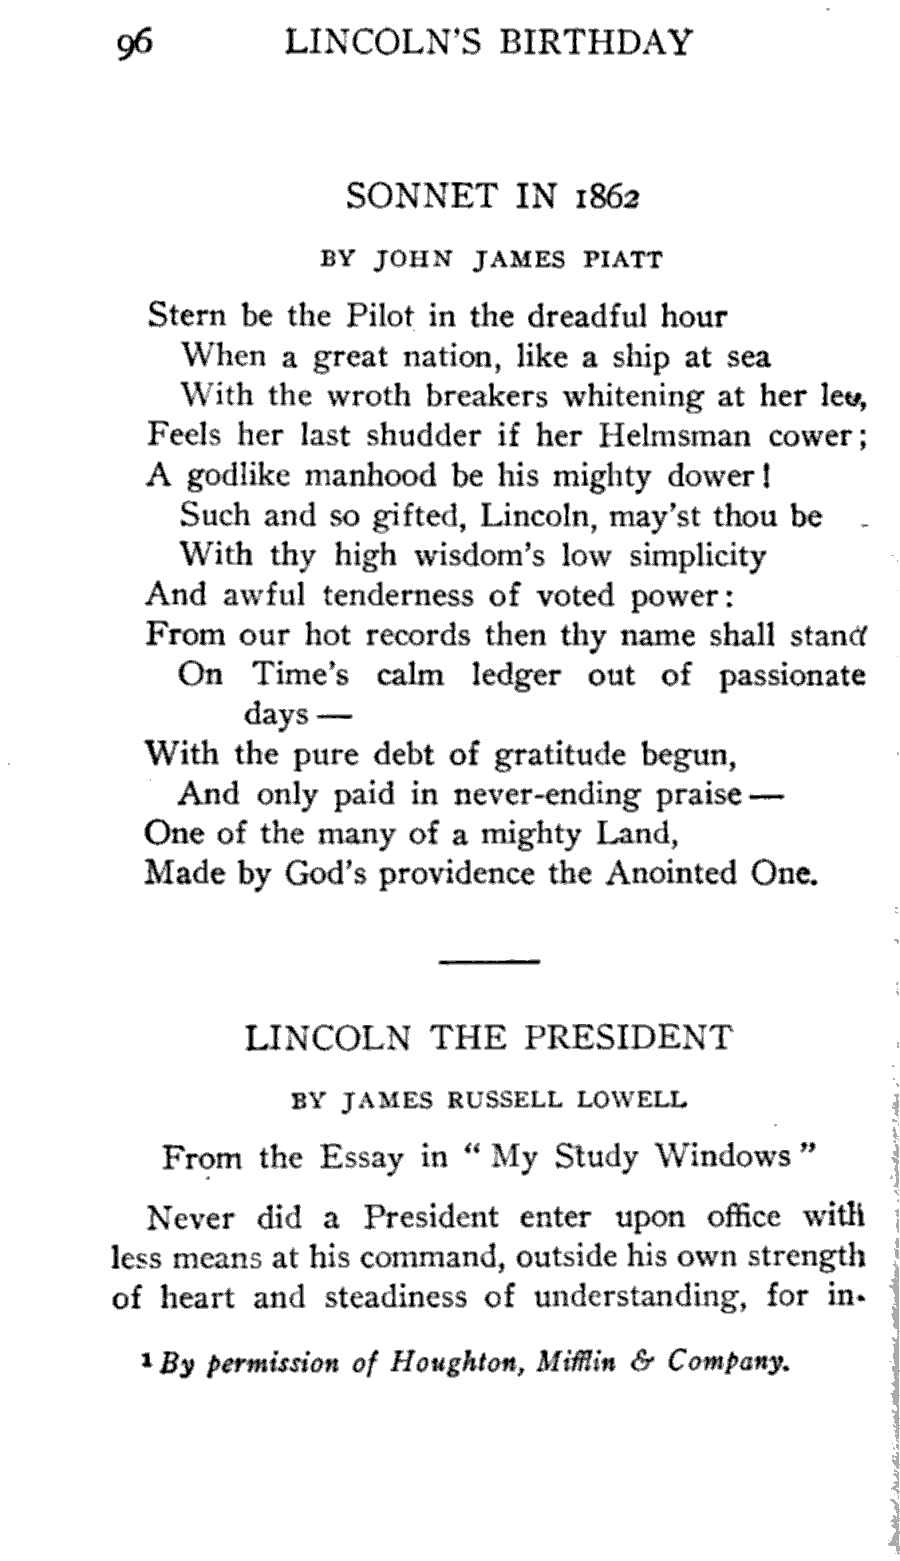 96 LINCOLN'S BIRTHDAY
SONNET IN 1862
BY JOHN JAMES PIATT
Stern be the Pilot in the dreadful hour
When a great nation, like a ship at sea
With the wroth breakers whitening at her lee,
Feels her last shudder if her Helmsman cower;
A godlike manhood be his mighty dower!
Such and so gifted, Lincoln, may'st thou be
With thy high wisdom's low simplicity
And awful tenderness of voted power:
From our hot records then thy name shall stand
On Time's calm ledger out of passionate
days —
With the pure debt of gratitude begun,
And only paid in never-ending praise —
One of the many of a mighty Land,
Made by God's providence the Anointed One.
LINCOLN THE PRESIDENT
BY JAMES RUSSELL LOWELL
From the Essay in "My Study Windows"
Never did a President enter upon office with
less means at his command, outside his own strength
of heart and steadiness of understanding, for in-
1 By permission of Houghton, Mifflin & Company.